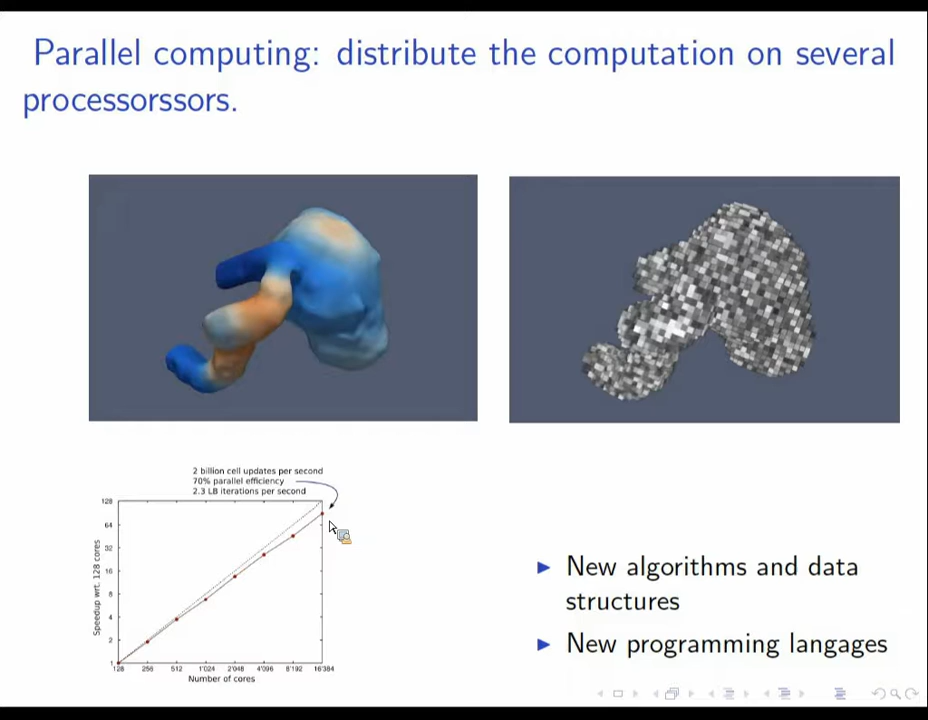 Parallel computing: distribute the computation on several
processorssors.
2 billion cell updates per second
70% parallel efficiency
2.3 LB iterations per second
128
64
32
16
8
4
2
1
Speedup wrt. 128 cores
128 256 512 1'024 2'048 4'096 8'192 16'384
Number of cores
New algorithms and data
structures
New programming langages